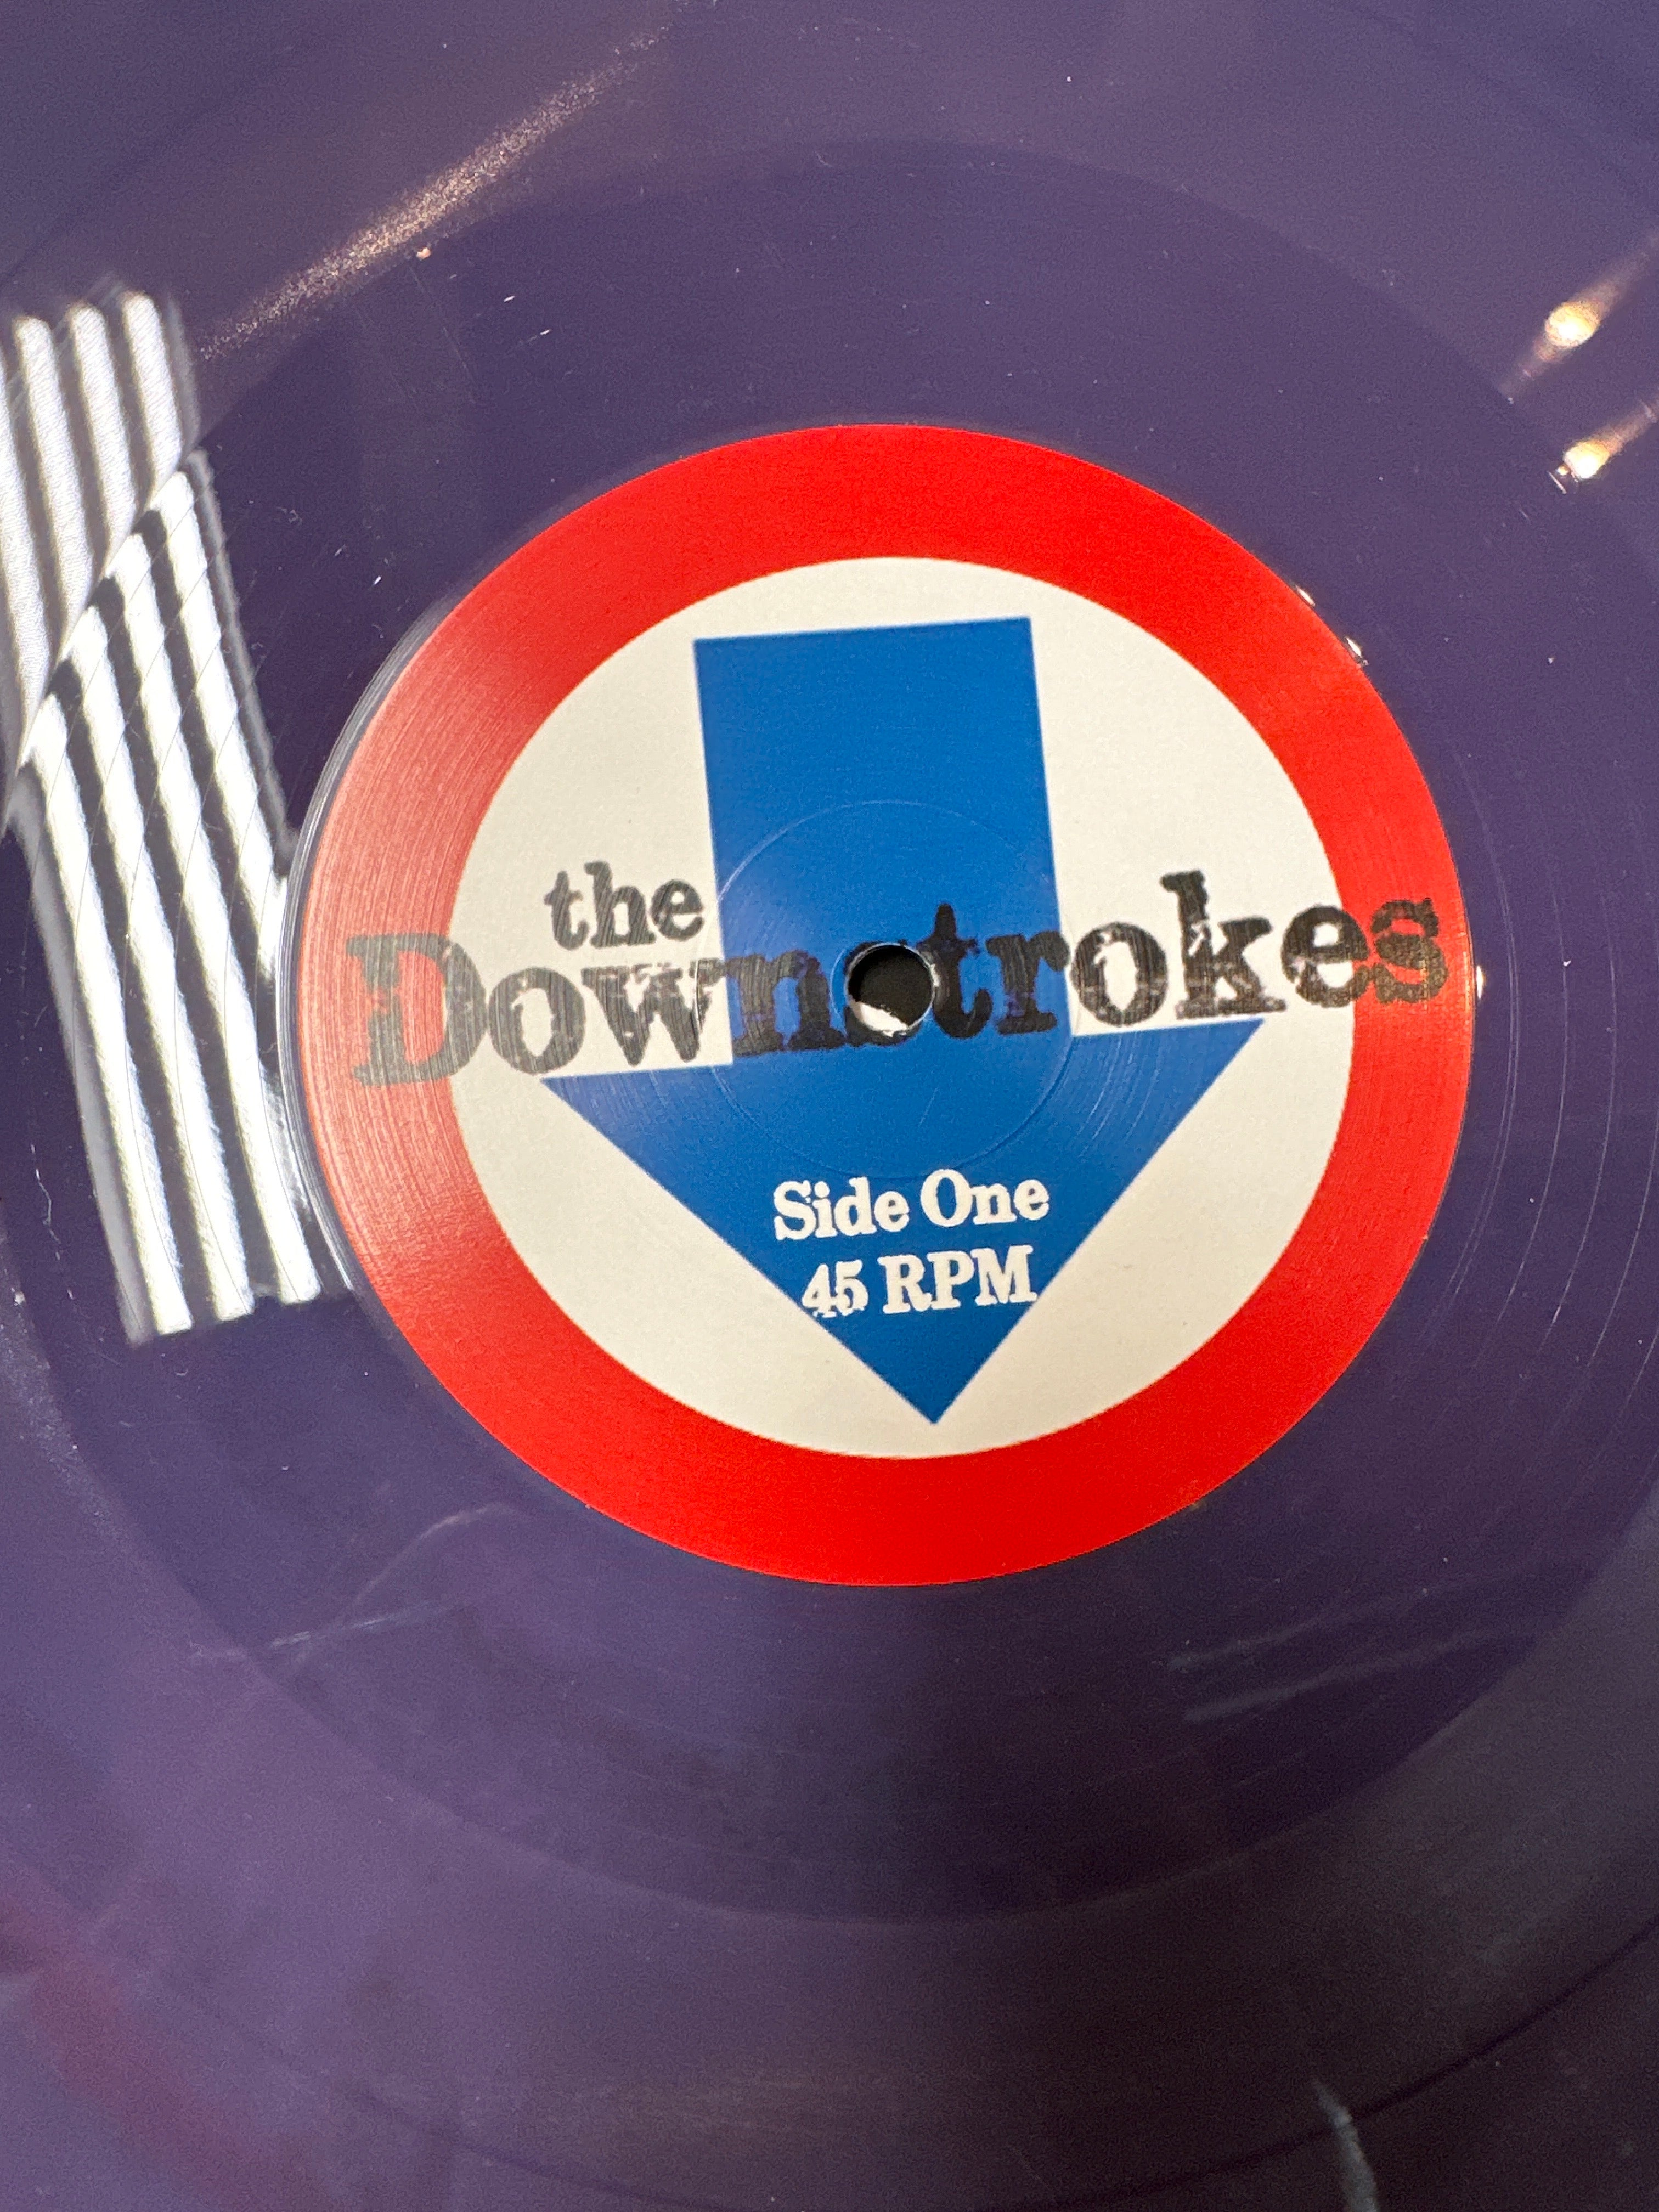 the
Downstrokes
Side One
45 RPM